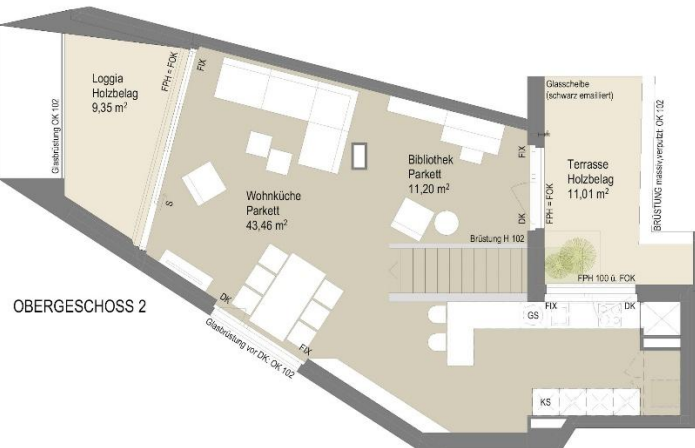 Loggia
Holzbelag
9,35 m²
Glasbrüstung OK 102
FPH = FOK
FIX
S
Wohnküche
Parkett
43,46 m²
Bibliothek
Parkett
11,20 m²
Brüstung H 102
FIX
DK
FPH = FOK
Glasscheibe
(schwarz emailliert)
Terrasse
Holzbelag
11,01 m²
BRÜSTUNG massiv,verputzt: OK 102
FPH 100 ü. FOK
OBERGESCHOSS 2
DK
Glasbrüstung vor DK: OK 102
FIX
GS
FIX
DK
KS